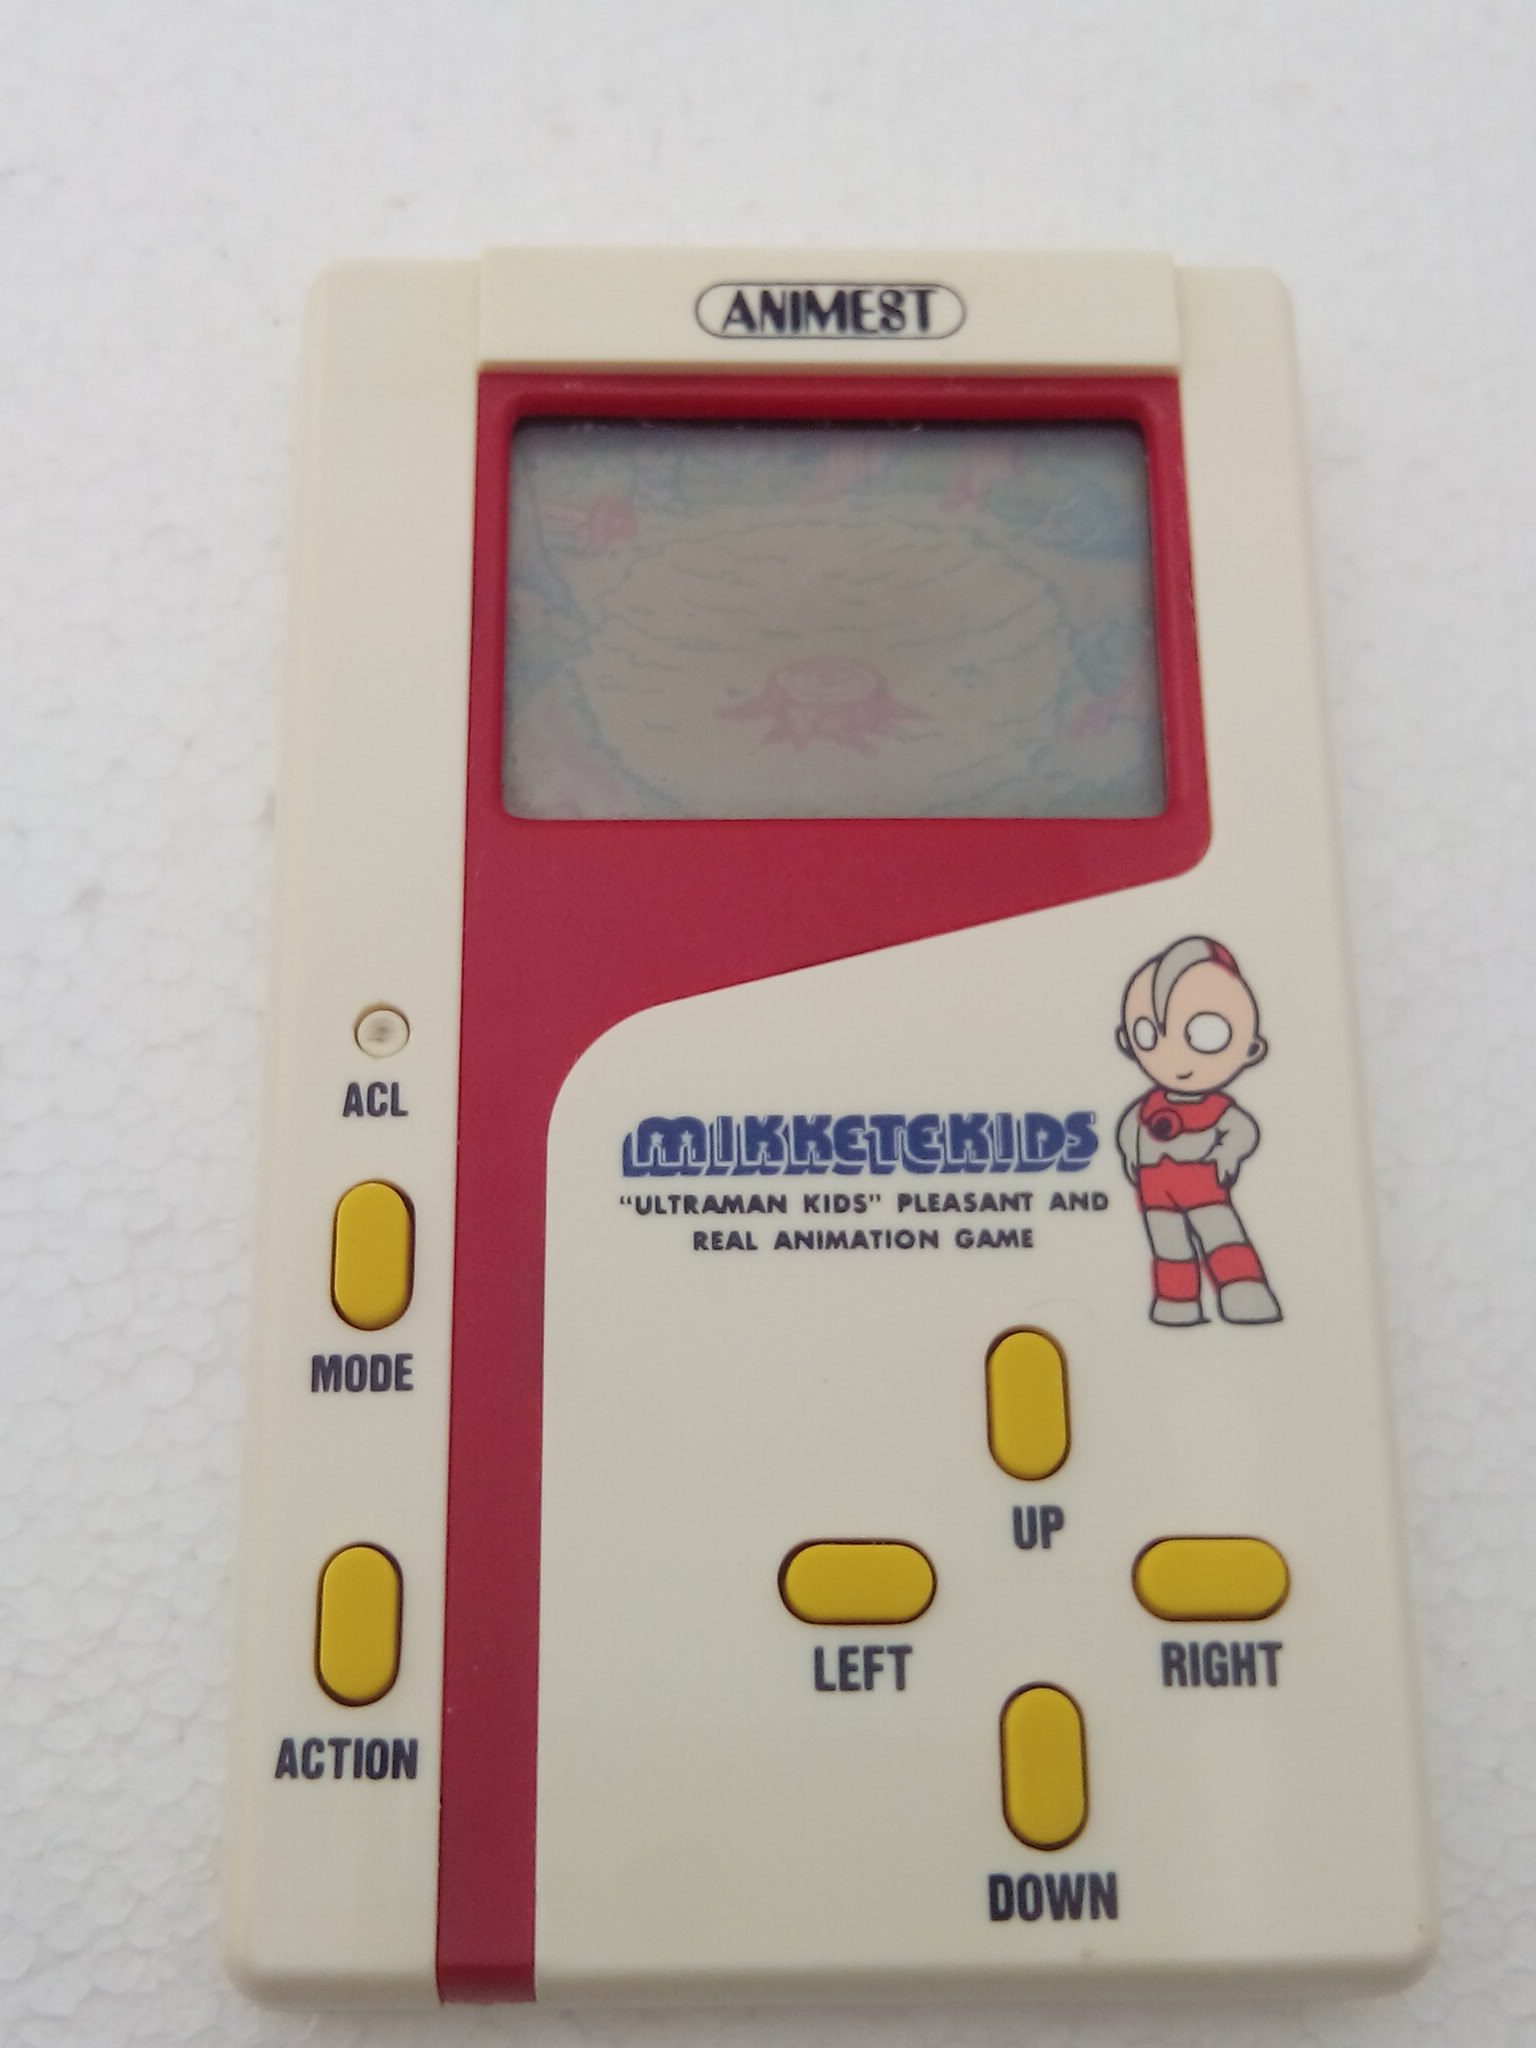 ANIMEST
ACL
MIKKETEKIDS
"ULTRAMAN KIDS" PLEASANT AND
REAL ANIMATION GAME
MODE
UP
LEFT
RIGHT
ACTION
DOWN